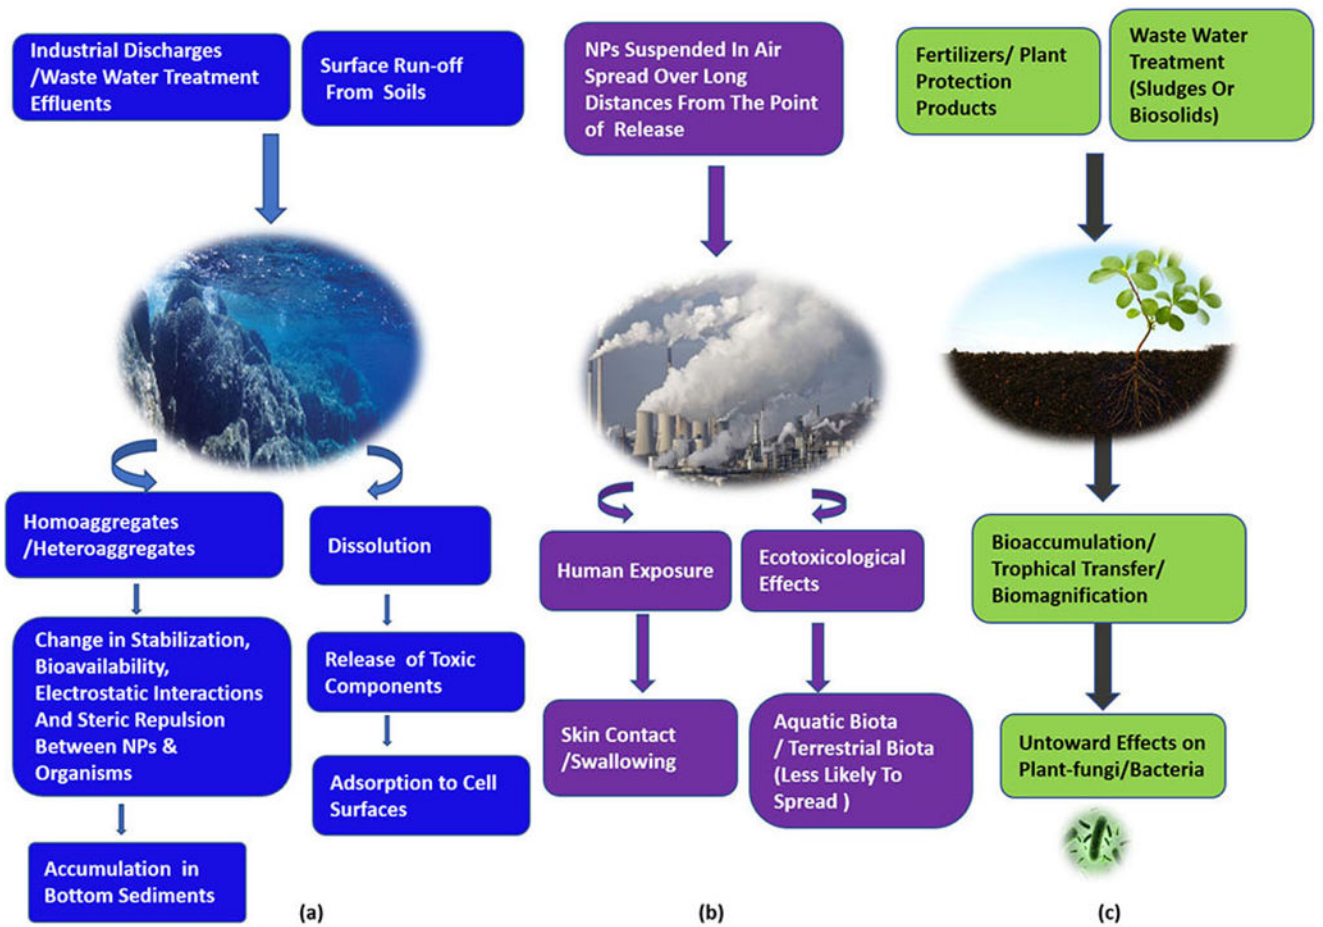 Industrial Discharges
/Waste Water Treatment
Effluents
Surface Run-off
From Soils
Homoaggregates
/Heteroaggregates
Dissolution
Change in Stabilization,
Bioavailability,
Electrostatic Interactions
And Steric Repulsion
Between NPs &
Organisms
Release of Toxic
Components
Adsorption to Cell
Surfaces
Accumulation in
Bottom Sediments
(a)
NPs Suspended In Air
Spread Over Long
Distances From The Point
of Release
Human Exposure
Ecotoxicological
Effects
Skin Contact
/Swallowing
Aquatic Biota
/ Terrestrial Biota
(Less Likely To
Spread )
(b)
Fertilizers/ Plant
Protection
Products
Waste Water
Treatment
(Sludges Or
Biosolids)
Bioaccumulation/
Trophical Transfer/
Biomagnification
Untoward Effects on
Plant-fungi/Bacteria
(c)